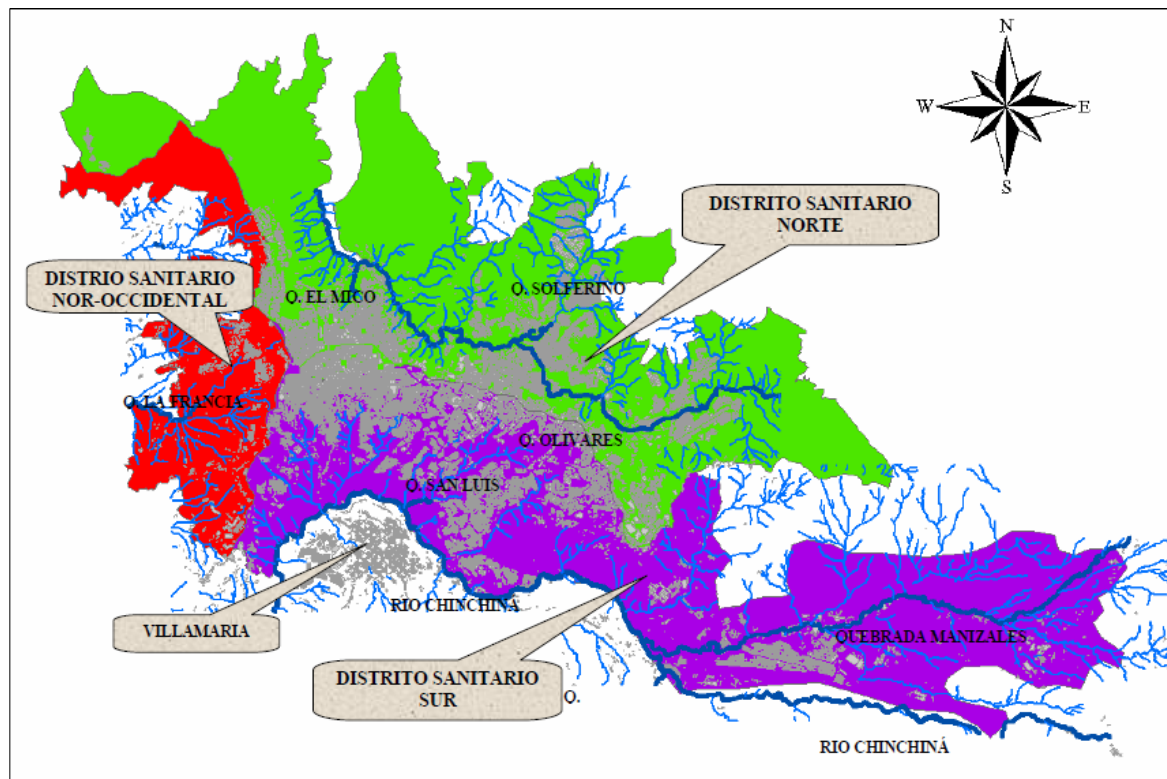 N
W E
S
DISTRITO SANITARIO
NORTE
DISTRIO SANITARIO
NOR-OCCIDENTAL
Q. EL MICO
Q. SOLFERINO
Q. LA FRANCIA
Q. OLIVARES
Q. SAN LUIS
RIO CHINCHINA
VILLAMARIA
QUEBRADA MANIZALES
DISTRITO SANITARIO
SUR
Q.
RIO CHINCHINÁ